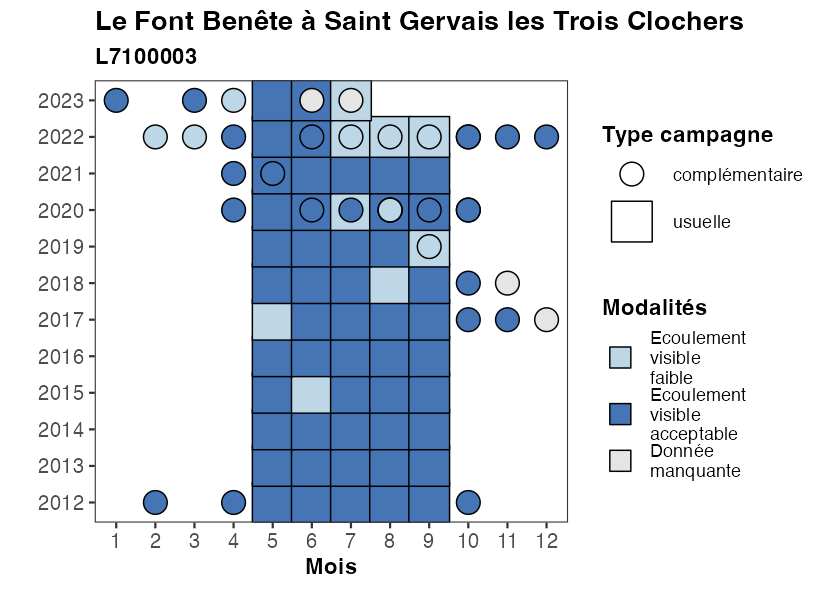 Le Font Benête à Saint Gervais les Trois Clochers
L7100003
2023
2022
2021
2020
2019
2018
2017
2016
2015
2014
2013
2012
1 2 3 4 5 6 7 8 9 10 11 12
Mois
Type campagne
complémentaire
usuelle
Modalités
Ecoulement
visible
faible
Ecoulement
visible
acceptable
Donnée
manquante